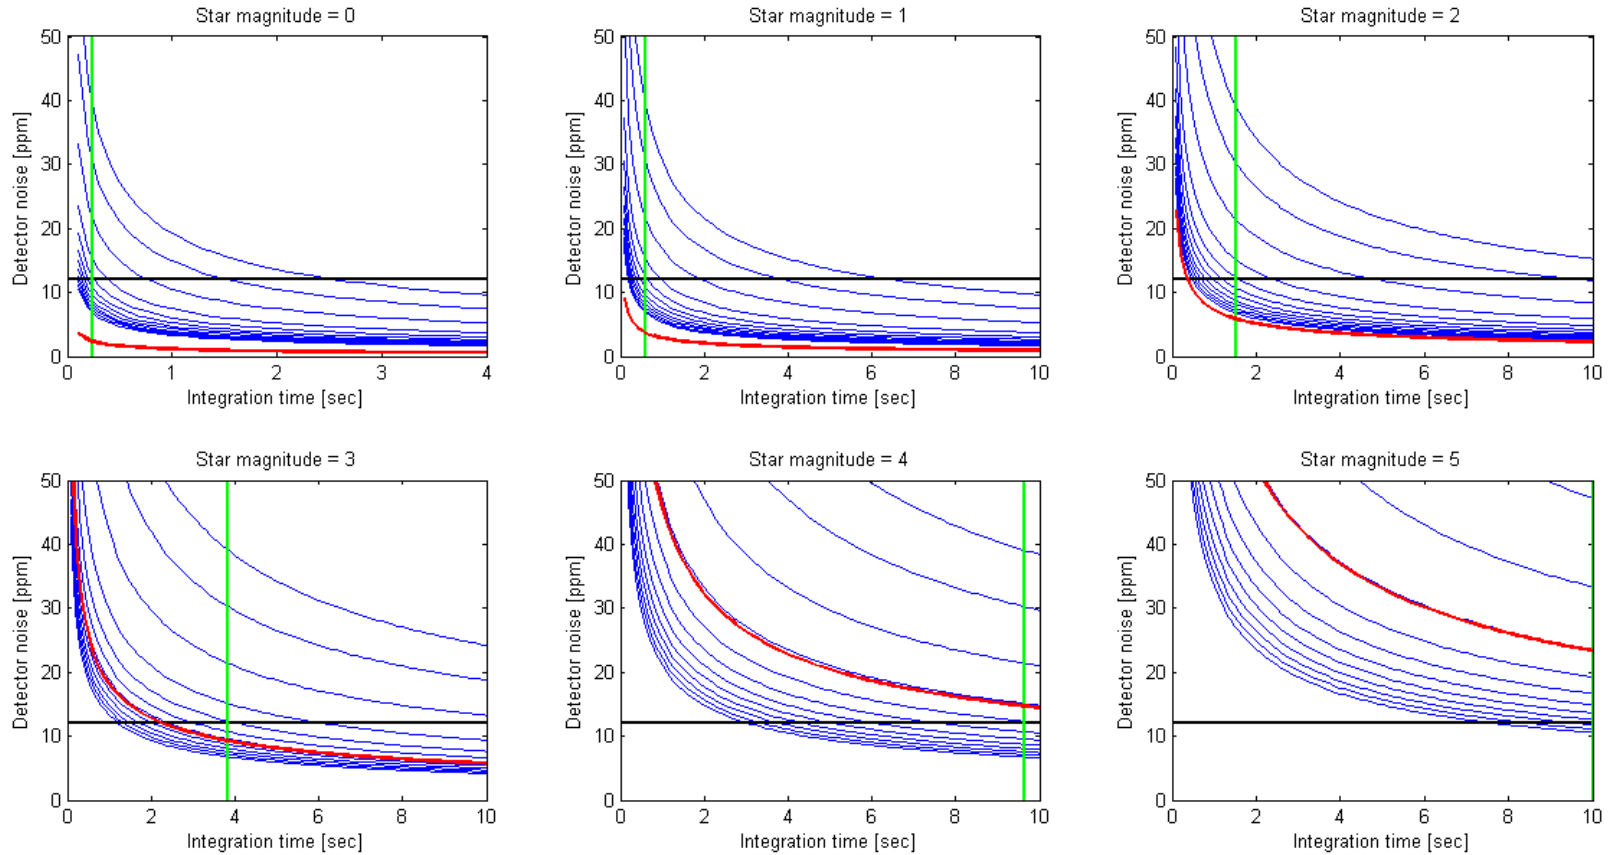 Star magnitude = 0
50
40
30
20
10
0
Detector noise [ppm]
0 1 2 3 4
Integration time [sec]
Star magnitude = 1
50
40
30
20
10
0
Detector noise [ppm]
0 2 4 6 8 10
Integration time [sec]
Star magnitude = 2
50
40
30
20
10
0
Detector noise [ppm]
0 2 4 6 8 10
Integration time [sec]
Star magnitude = 3
50
40
30
20
10
0
Detector noise [ppm]
0 2 4 6 8 10
Integration time [sec]
Star magnitude = 4
50
40
30
20
10
0
Detector noise [ppm]
0 2 4 6 8 10
Integration time [sec]
Star magnitude = 5
50
40
30
20
10
0
Detector noise [ppm]
0 2 4 6 8 10
Integration time [sec]